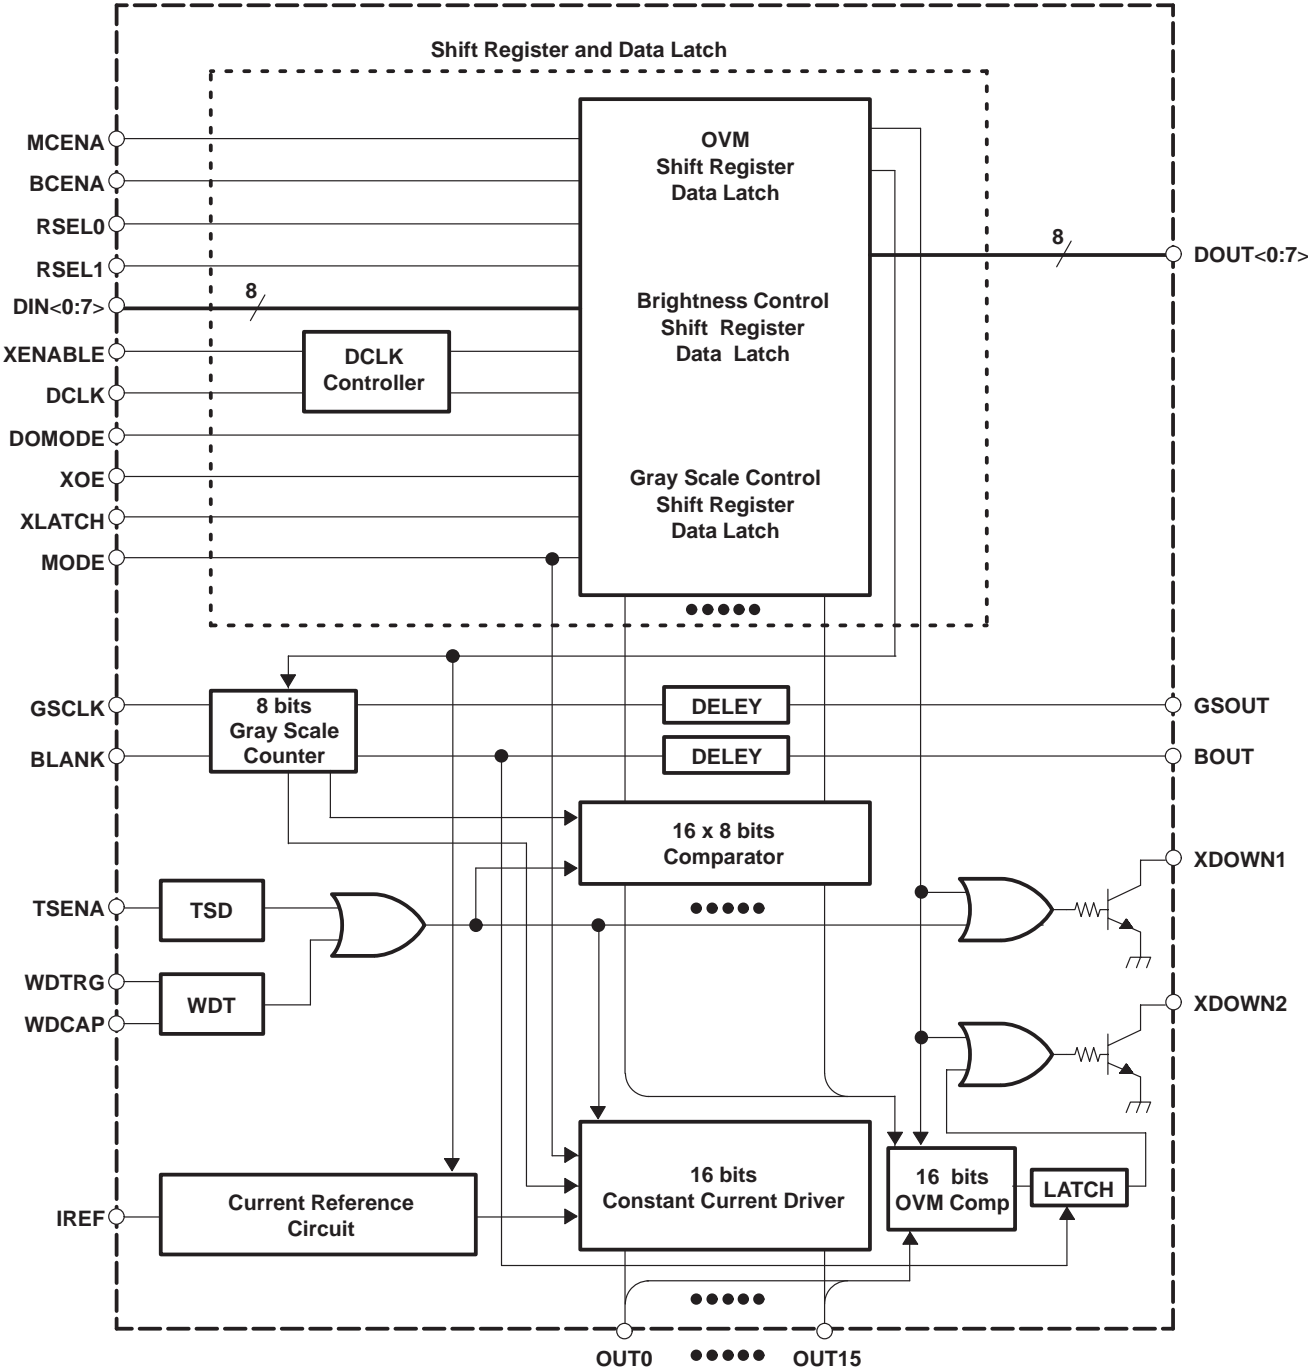 Shift Register and Data Latch
MCENA
BCENA
RSEL0
RSEL1
DIN<0:7>
8
XENABLE
DCLK
DOMODE
XOE
XLATCH
MODE
DCLK
Controller
OVM
Shift Register
Data Latch
Brightness Control
Shift Register
Data Latch
Gray Scale Control
Shift Register
Data Latch
8
DOUT<0:7>
GSCLK
BLANK
8 bits
Gray Scale
Counter
DELEY
DELEY
GSOUT
BOUT
16 x 8 bits
Comparator
XDOWN1
TSENA
TSD
WDTRG
WDCAP
WDT
XDOWN2
IREF
Current Reference
Circuit
16 bits
Constant Current Driver
16 bits
OVM Comp
LATCH
OUT0
OUT15